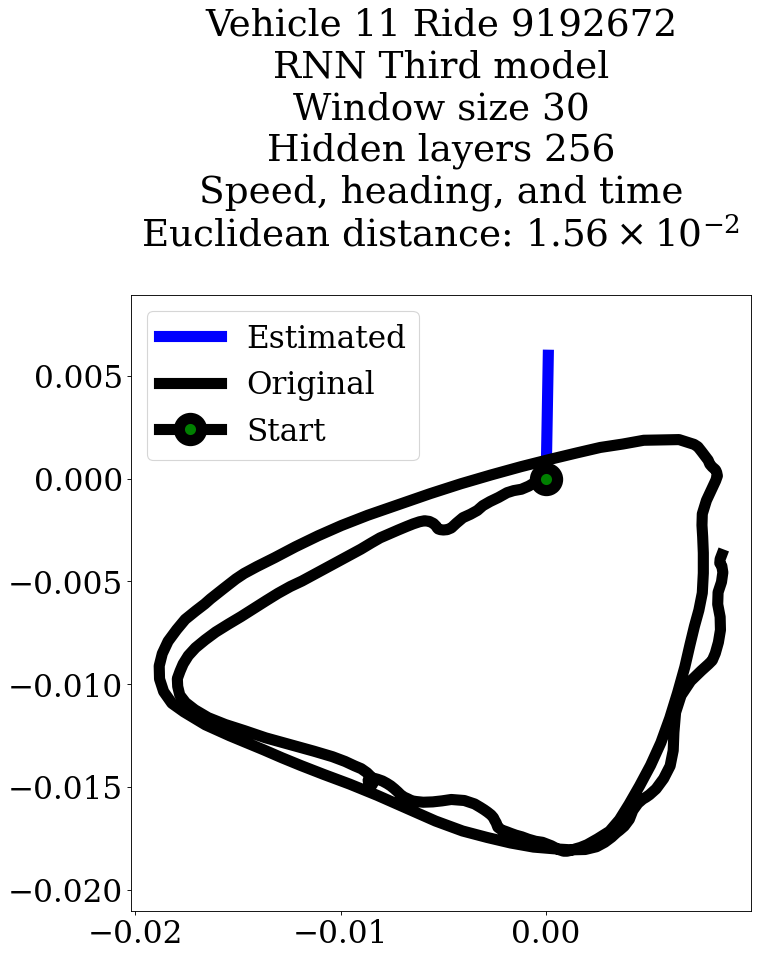 Vehicle 11 Ride 9192672
RNN Third model
Window size 30
Hidden layers 256
Speed, heading, and time
Euclidean distance: 1.56 × 10⁻²
Estimated
Original
Start
0.005
0.000
−0.005
−0.010
−0.015
−0.020
−0.02
−0.01
0.00